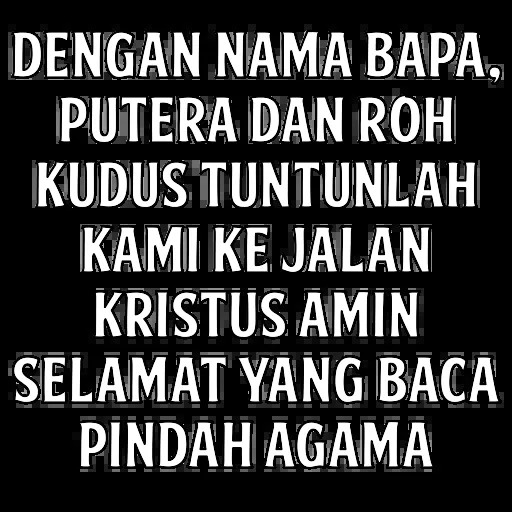 DENGAN NAMA BAPA,
PUTERA DAN ROH
KUDUS TUNTUNLAH
KAMI KE JALAN
KRISTUS AMIN
SELAMAT YANG BACA
PINDAH AGAMA